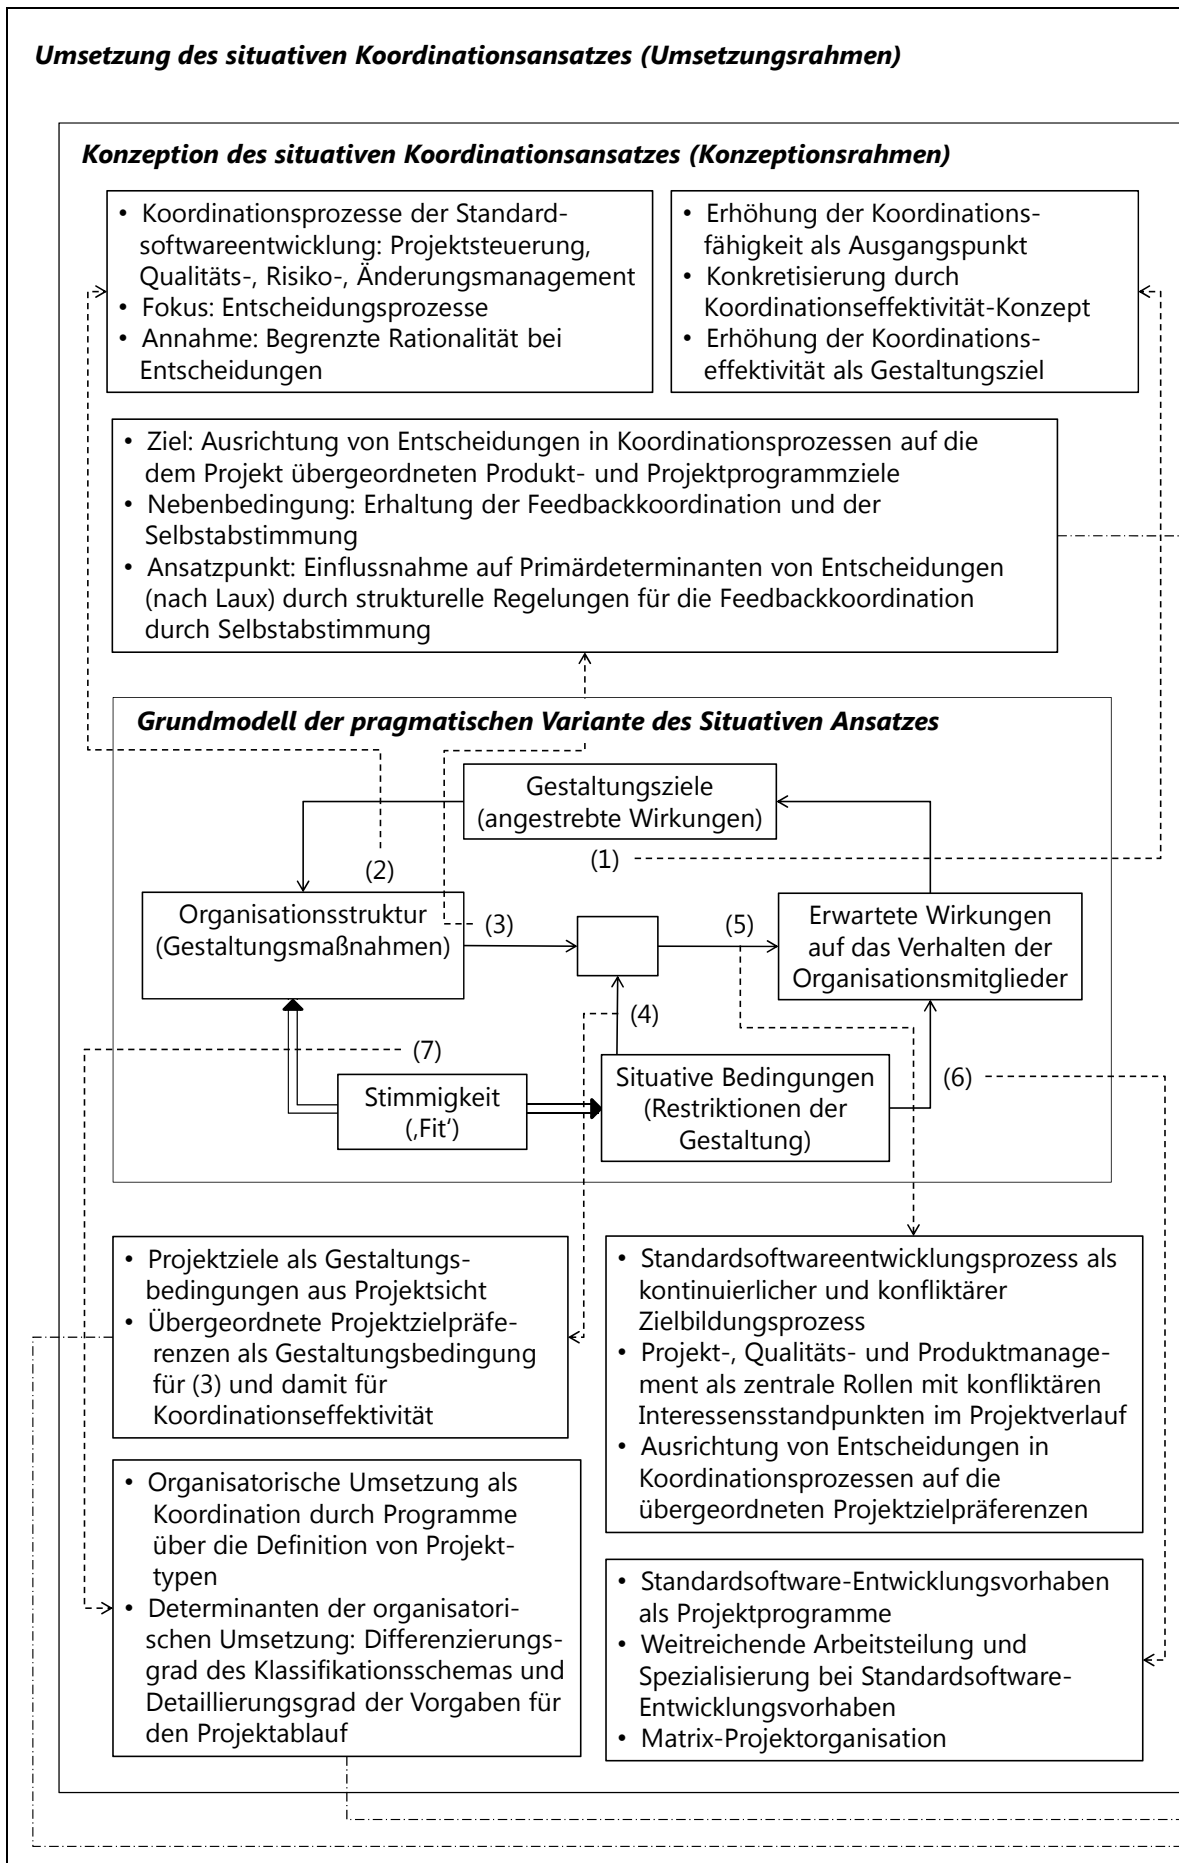 Umsetzung des situativen Koordinationsansatzes (Umsetzungsrahmen)
Konzeption des situativen Koordinationsansatzes (Konzeptionsrahmen)
• Koordinationsprozesse der Standard-
softwareentwicklung: Projektsteuerung,
Qualitäts-, Risiko-, Änderungsmanagement
• Fokus: Entscheidungsprozesse
• Annahme: Begrenzte Rationalität bei
Entscheidungen
• Erhöhung der Koordinations-
fähigkeit als Ausgangspunkt
• Konkretisierung durch
Koordinationseffektivität-Konzept
• Erhöhung der Koordinations-
effektivität als Gestaltungsziel
• Ziel: Ausrichtung von Entscheidungen in Koordinationsprozessen auf die
dem Projekt übergeordneten Produkt- und Projektprogrammziele
• Nebenbedingung: Erhaltung der Feedbackkoordination und der
Selbstabstimmung
• Ansatzpunkt: Einflussnahme auf Primärdeterminanten von Entscheidungen
(nach Laux) durch strukturelle Regelungen für die Feedbackkoordination
durch Selbstabstimmung
Grundmodell der pragmatischen Variante des Situativen Ansatzes
Gestaltungsziele
(angestrebte Wirkungen)
(1)
(2)
Organisationsstruktur
(Gestaltungsmaßnahmen)
(3)
(5)
Erwartete Wirkungen
auf das Verhalten der
Organisationsmitglieder
(4)
(7)
Stimmigkeit
(‚Fit‘)
Situative Bedingungen
(Restriktionen der
Gestaltung)
(6)
• Projektziele als Gestaltungs-
bedingungen aus Projektsicht
• Übergeordnete Projektzielpräfe-
renzen als Gestaltungsbedingung
für (3) und damit für
Koordinationseffektivität
• Standardsoftwareentwicklungsprozess als
kontinuierlicher und konfliktärer
Zielbildungsprozess
• Projekt-, Qualitäts- und Produktmanage-
ment als zentrale Rollen mit konfliktären
Interessensstandpunkten im Projektverlauf
• Ausrichtung von Entscheidungen in
Koordinationsprozessen auf die
übergeordneten Projektzielpräferenzen
• Organisatorische Umsetzung als
Koordination durch Programme
über die Definition von Projekt-
typen
• Determinanten der organisatori-
schen Umsetzung: Differenzierungs-
grad des Klassifikationsschemas und
Detaillierungsgrad der Vorgaben für
den Projektablauf
• Standardsoftware-Entwicklungsvorhaben
als Projektprogramme
• Weitreichende Arbeitsteilung und
Spezialisierung bei Standardsoftware-
Entwicklungsvorhaben
• Matrix-Projektorganisation